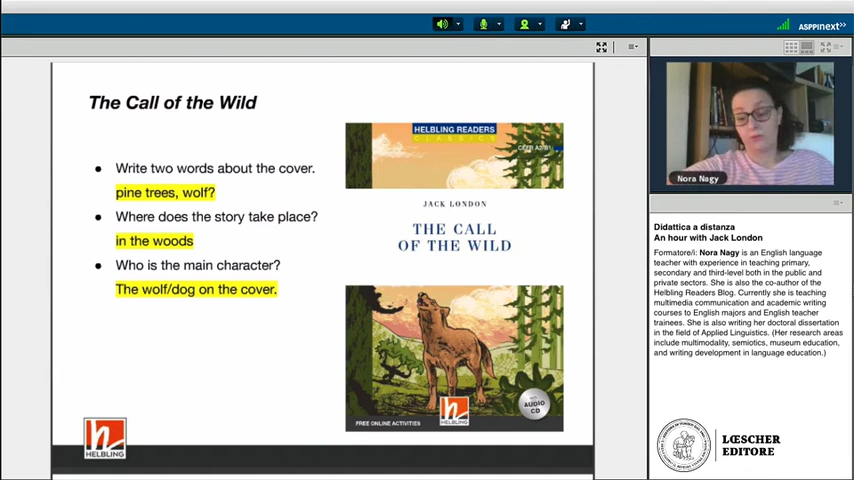 ASPPInext>>
The Call of the Wild
● Write two words about the cover.
pine trees, wolf?
● Where does the story take place?
in the woods
● Who is the main character?
The wolf/dog on the cover.
HELBLING
HELBLING READERS
CLASSICS
CEFR A2/B1
JACK LONDON
THE CALL
OF THE WILD
AUDIO
CD
FREE ONLINE ACTIVITIES
HELBLING
Nora Nagy
Didattica a distanza
An hour with Jack London
Formatore/i: Nora Nagy is an English language
teacher with experience in teaching primary,
secondary and third-level both in the public and
private sectors. She is also the co-author of the
Helbling Readers Blog. Currently she is teaching
multimedia communication and academic writing
courses to English majors and English teacher
trainees. She is also writing her doctoral dissertation
in the field of Applied Linguistics. (Her research areas
include multimodality, semiotics, museum education,
and writing development in language education.)
LŒSCHER
EDITORE